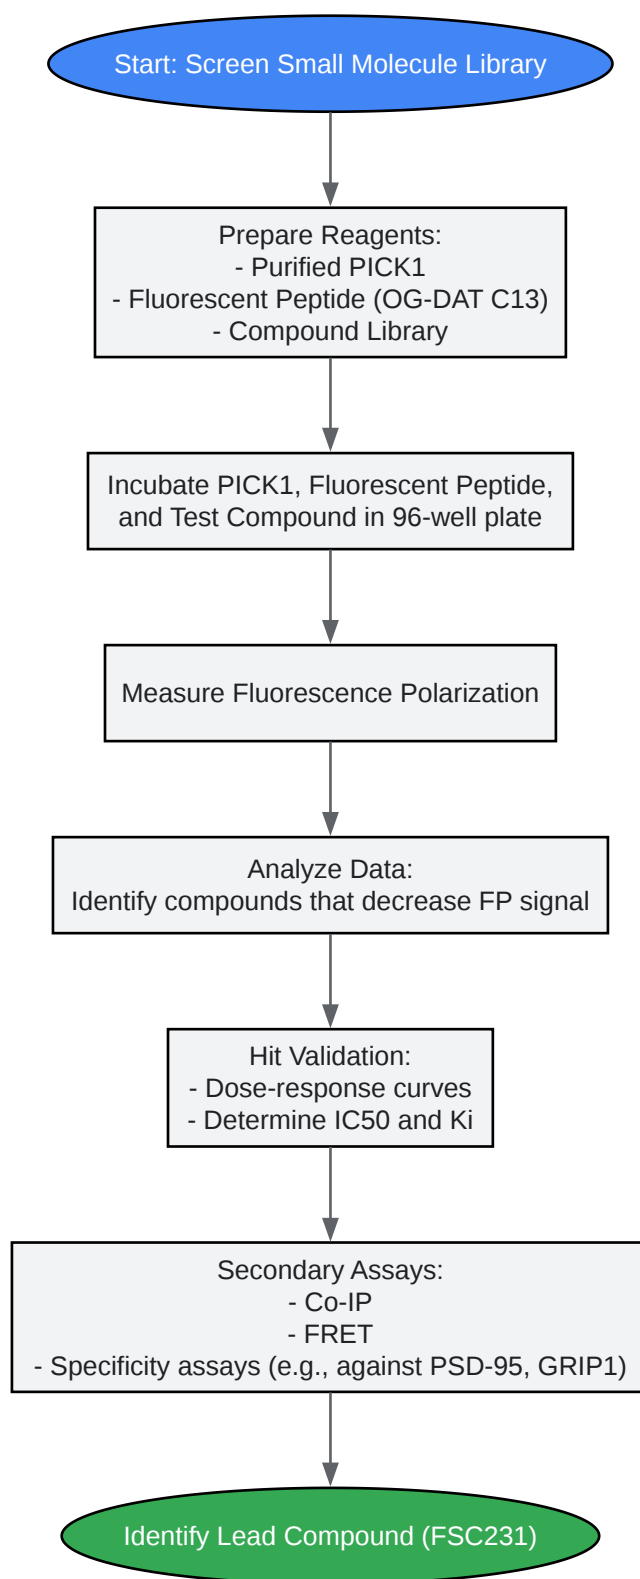 Start: Screen Small Molecule Library
Prepare Reagents:
- Purified PICK1
- Fluorescent Peptide (OG-DAT C13)
- Compound Library
Incubate PICK1, Fluorescent Peptide,
and Test Compound in 96-well plate
Measure Fluorescence Polarization
Analyze Data:
Identify compounds that decrease FP signal
Hit Validation:
- Dose-response curves
- Determine IC50 and Ki
Secondary Assays:
- Co-IP
- FRET
- Specificity assays (e.g., against PSD-95, GRIP1)
Identify Lead Compound (FSC231)